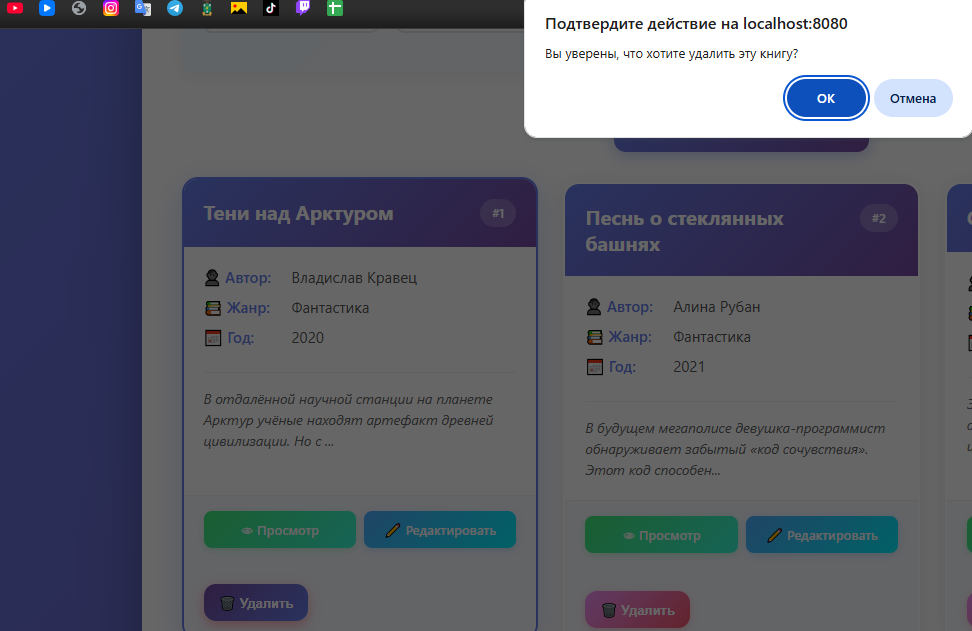 Подтвердите действие на localhost:8080
Вы уверены, что хотите удалить эту книгу?
ОК
Отмена
Тени над Арктуром
#1
Автор: Владислав Кравец
Жанр: Фантастика
Год: 2020
В отдалённой научной станции на планете
Арктур учёные находят артефакт древней
цивилизации. Но с ...
Просмотр
Редактировать
Удалить
Песнь о стеклянных
башнях
#2
Автор: Алина Рубан
Жанр: Фантастика
Год: 2021
В будущем мегаполисе девушка-программист
обнаруживает забытый «код сочувствия».
Этот код способен...
Просмотр
Редактировать
Удалить